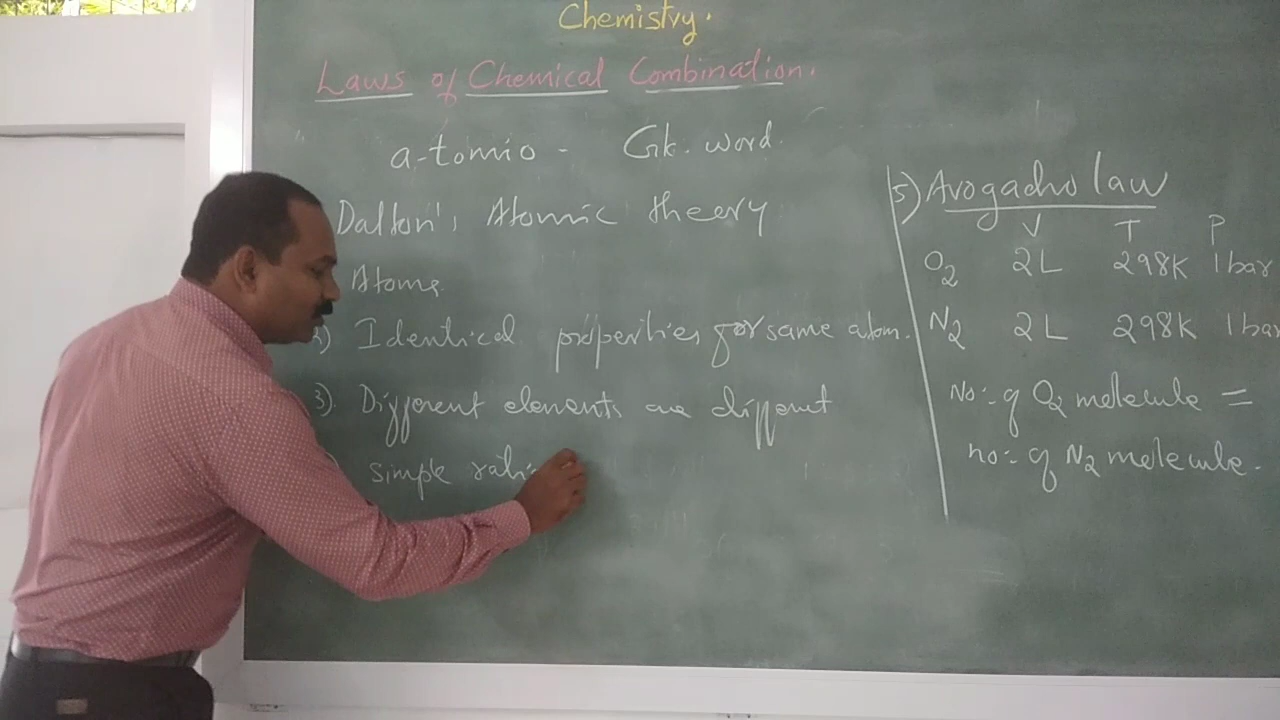 Chemistry.
Laws of Chemical Combination.
a-tomio - Gk. word.
Dalton's Atomic theory
Atoms
2) Identical properties for same atom.
3). Different elements are different
simple
5) Avogadro law
V T P
O2 2L 298K 1bar
N2 2L 298K 1bar
No:- of O2 molecule =
no:- of N2 molecule.